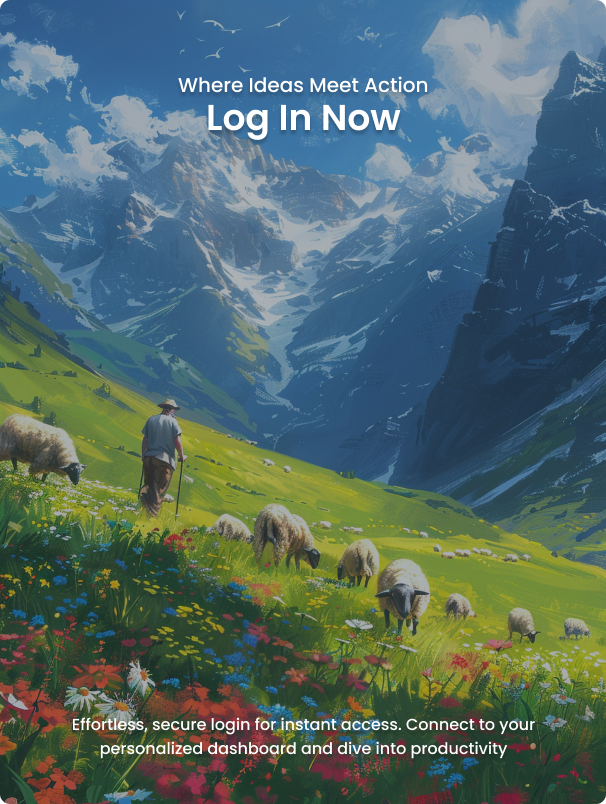 Where Ideas Meet Action
Log In Now
Effortless, secure login for instant access. Connect to your
personalized dashboard and dive into productivity